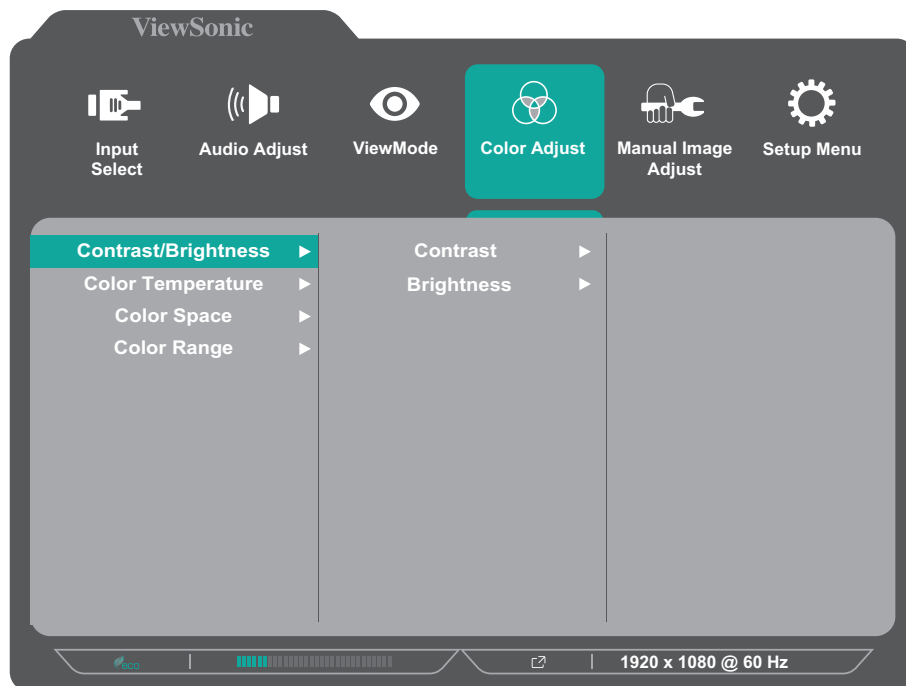 ViewSonic
Input
Select
Audio Adjust
ViewMode
Color Adjust
Manual Image
Adjust
Setup Menu
Contrast/Brightness
Color Temperature
Color Space
Color Range
Contrast
Brightness
eco
1920 x 1080 @ 60 Hz